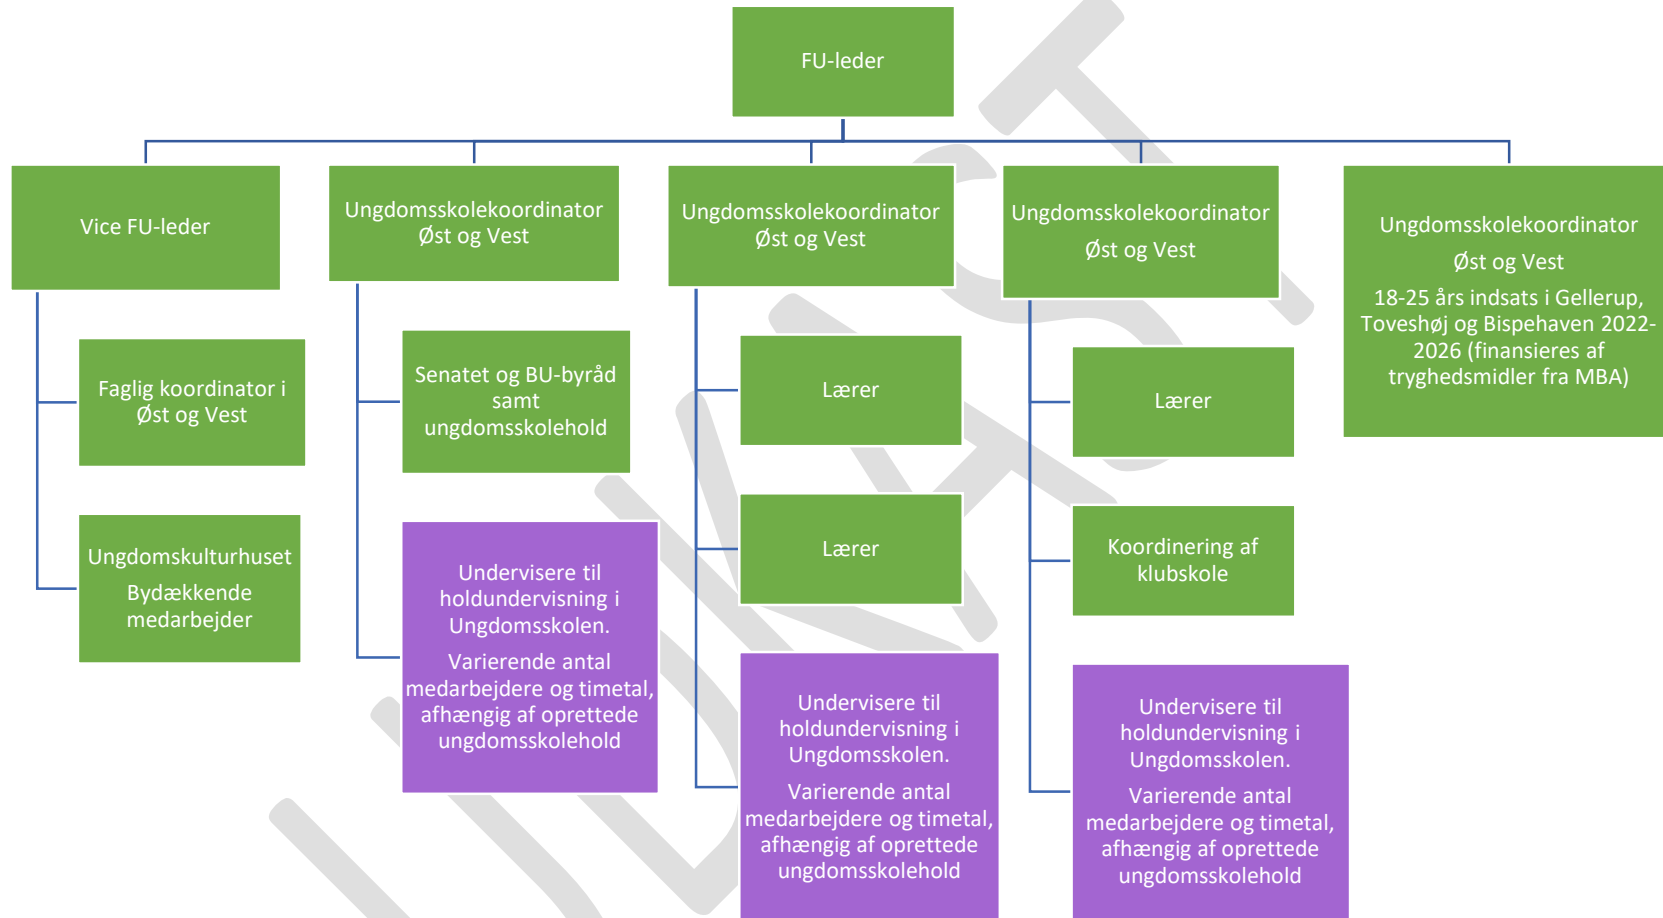 FU-leder
Vice FU-leder
Faglig koordinator i
Øst og Vest
Ungdomskulturhuset
Bydækkende
medarbejder
Ungdomsskolekoordinator
Øst og Vest
Senatet og BU-byråd
samt
ungdomsskolehold
Undervisere til
holdundervisning i
Ungdomsskolen.
Varierende antal
medarbejdere og timetal,
afhængig af oprettede
ungdomsskolehold
Ungdomsskolekoordinator
Øst og Vest
Lærer
Lærer
Undervisere til
holdundervisning i
Ungdomsskolen.
Varierende antal
medarbejdere og timetal,
afhængig af oprettede
ungdomsskolehold
Ungdomsskolekoordinator
Øst og Vest
Lærer
Koordinering af
klubskole
Undervisere til
holdundervisning i
Ungdomsskolen.
Varierende antal
medarbejdere og timetal,
afhængig af oprettede
ungdomsskolehold
Ungdomsskolekoordinator
Øst og Vest
18-25 års indsats i Gellerup,
Toveshøj og Bispehaven 2022-
2026 (finansieres af
tryghedsmidler fra MBA)
UDKAST